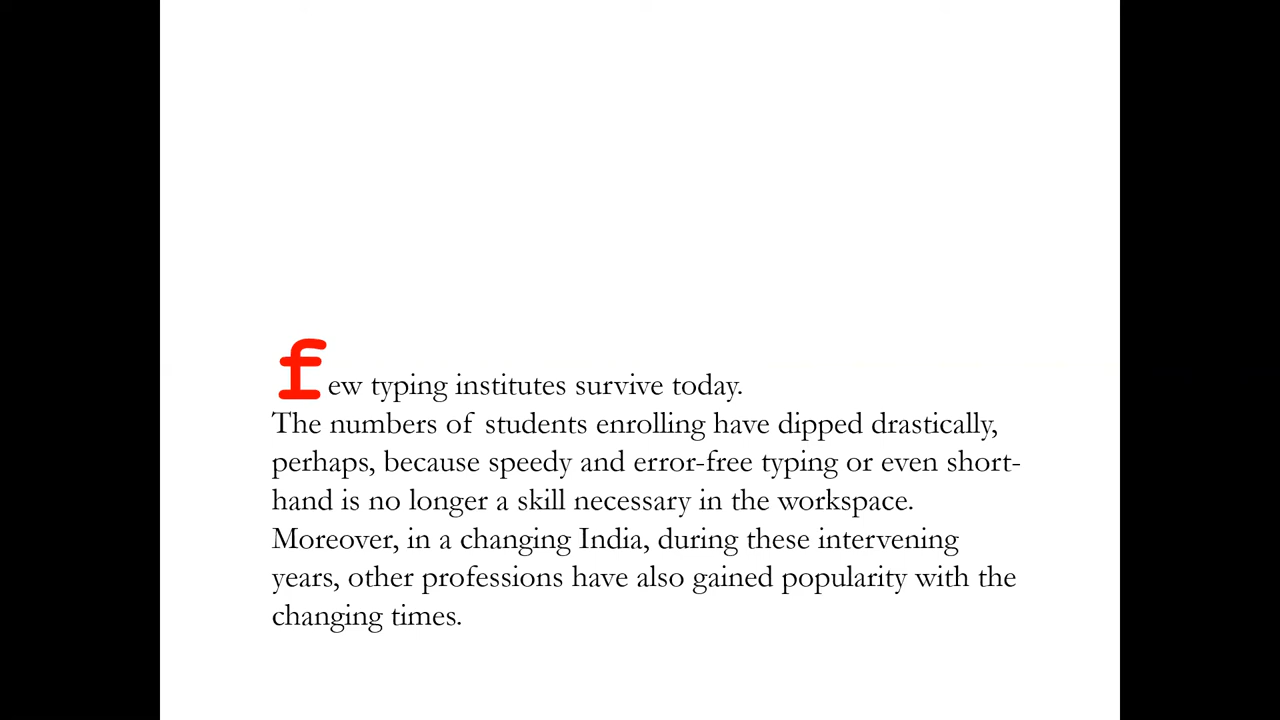 few typing institutes survive today.
The numbers of students enrolling have dipped drastically,
perhaps, because speedy and error-free typing or even short-
hand is no longer a skill necessary in the workspace.
Moreover, in a changing India, during these intervening
years, other professions have also gained popularity with the
changing times.